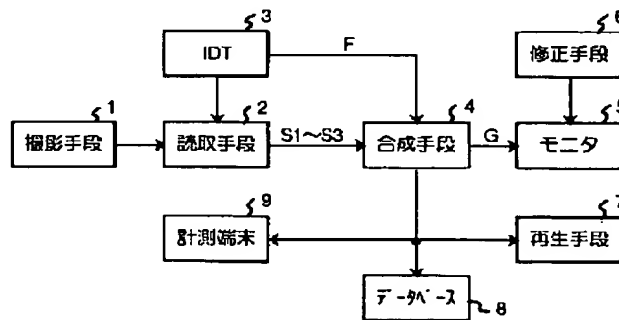 3
IDT
F
6
修正手段
1
撮影手段
2
読取手段
S1〜S3
4
合成手段
G
5
モニタ
9
計測端末
7
再生手段
データベース
8